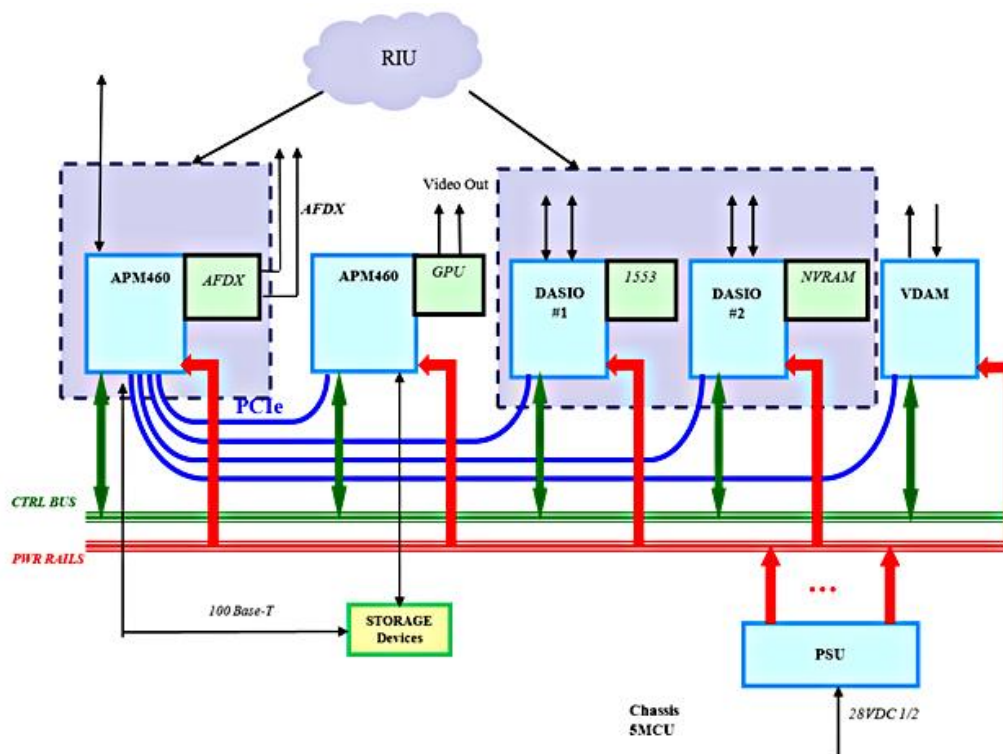 RIU
AFDX
Video Out
APM460
AFDX
APM460
GPU
DASIO
#1
1553
DASIO
#2
NVRAM
VDAM
PCIe
CTRL BUS
PWR RAILS
100 Base-T
STORAGE
Devices
...
PSU
Chassis
5MCU
28VDC 1/2